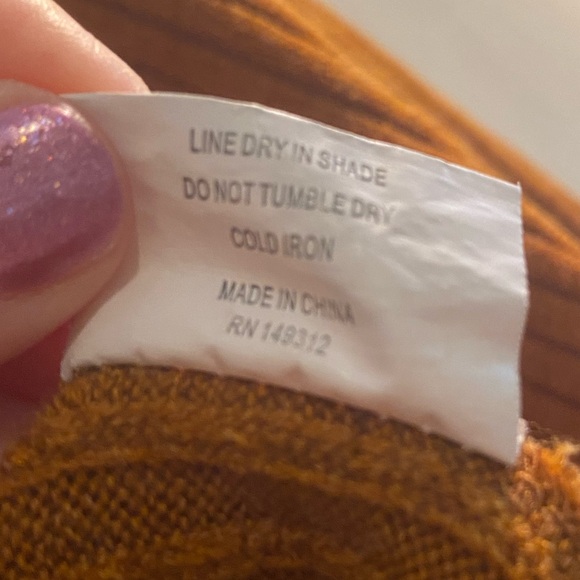 LINE DRY IN SHADE
DO NOT TUMBLE DRY
COLD IRON
MADE IN CHINA
RN 149312